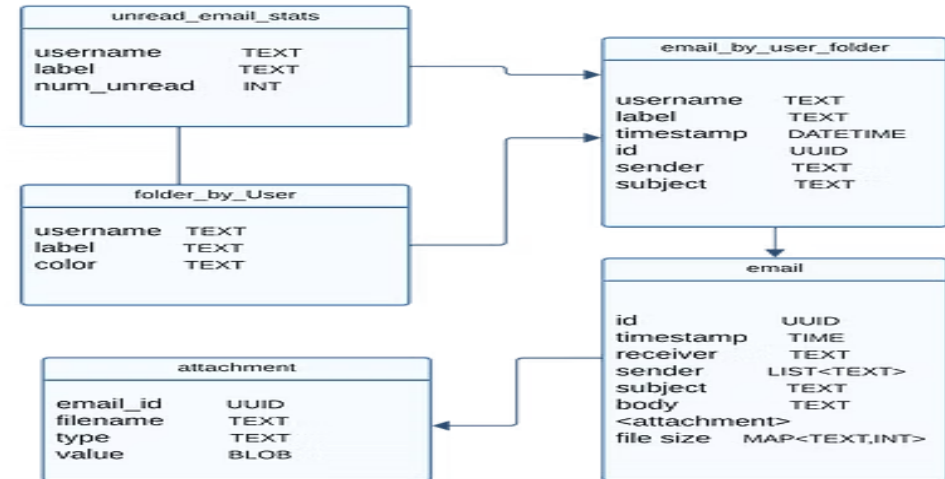 unread_email_stats
username TEXT
label TEXT
num_unread INT
folder_by_User
username TEXT
label TEXT
color TEXT
attachment
email_id UUID
filename TEXT
type TEXT
value BLOB
email_by_user_folder
username TEXT
label TEXT
timestamp DATETIME
id UUID
sender TEXT
subject TEXT
email
id UUID
timestamp TIME
receiver TEXT
sender LIST<TEXT>
subject TEXT
body TEXT
<attachment>
file size MAP<TEXT,INT>